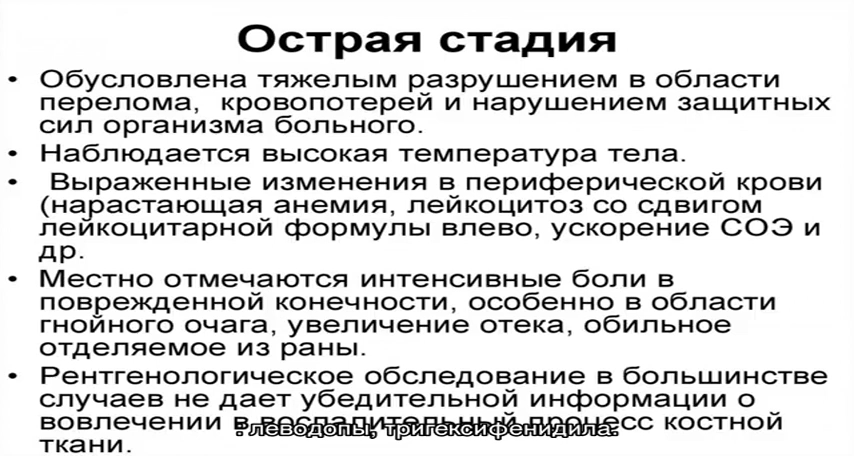 Острая стадия
• Обусловлена тяжелым разрушением в области
перелома, кровопотерей и нарушением защитных
сил организма больного.
• Наблюдается высокая температура тела.
• Выраженные изменения в периферической крови
(нарастающая анемия, лейкоцитоз со сдвигом
лейкоцитарной формулы влево, ускорение СОЭ и
др.
• Местно отмечаются интенсивные боли в
поврежденной конечности, особенно в области
гнойного очага, увеличение отека, обильное
отделяемое из раны.
• Рентгенологическое обследование в большинстве
случаев не дает убедительной информации о
вовлечении в воспалительный процесс костной
ткани.
: леводопы, тригексифенидила.